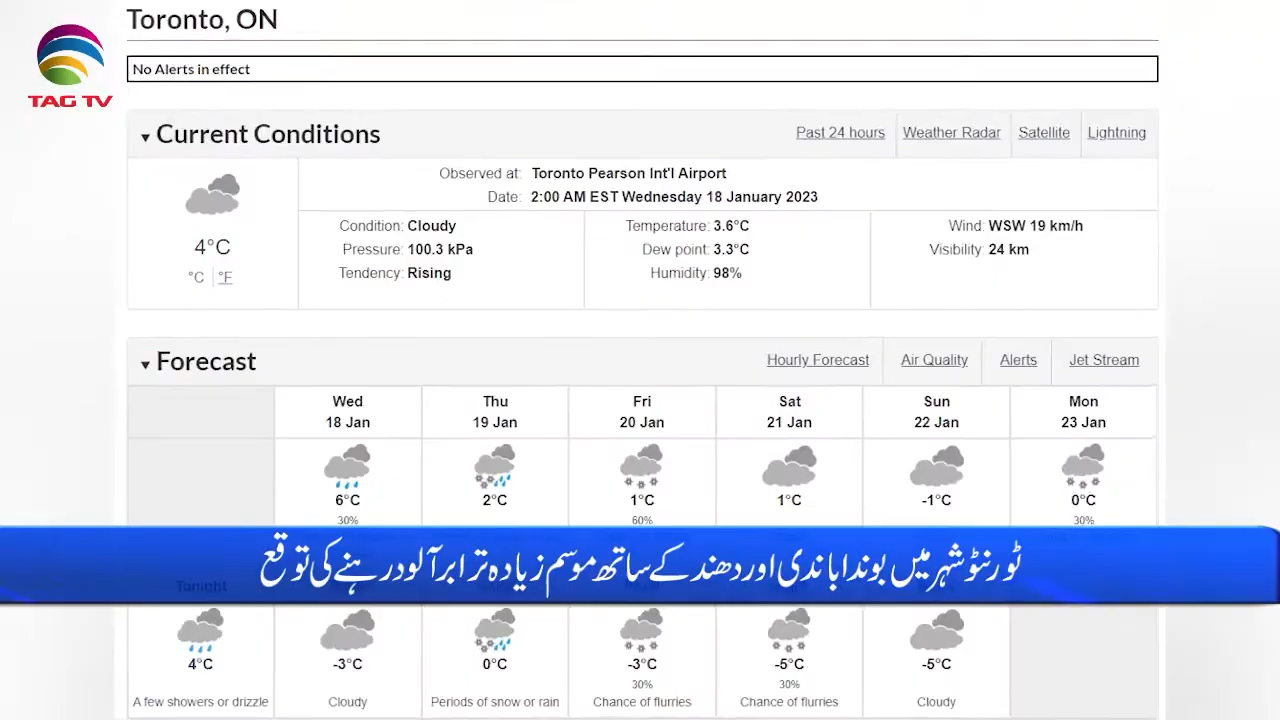 Toronto, ON
TAG TV
No Alerts in effect
▾ Current Conditions
Past 24 hours
Weather Radar
Satellite
Lightning
Observed at: Toronto Pearson Int'l Airport
Date: 2:00 AM EST Wednesday 18 January 2023
4°C
°C °F
Condition: Cloudy
Pressure: 100.3 kPa
Tendency: Rising
Temperature: 3.6°C
Dew point: 3.3°C
Humidity: 98%
Wind: WSW 19 km/h
Visibility: 24 km
▾ Forecast
Hourly Forecast
Air Quality
Alerts
Jet Stream
Wed Thu Fri Sat Sun Mon
18 Jan 19 Jan 20 Jan 21 Jan 22 Jan 23 Jan
6°C 2°C 1°C 1°C -1°C 0°C
30% 60% 30%
ٹورنٹو شہر میں بوندا باندی اور دھند کے ساتھ موسم زیادہ تر ابر آلود رہنے کی توقع
Tonight
4°C -3°C 0°C -3°C -5°C -5°C
30% 30%
A few showers or drizzle Cloudy Periods of snow or rain Chance of flurries Chance of flurries Cloudy